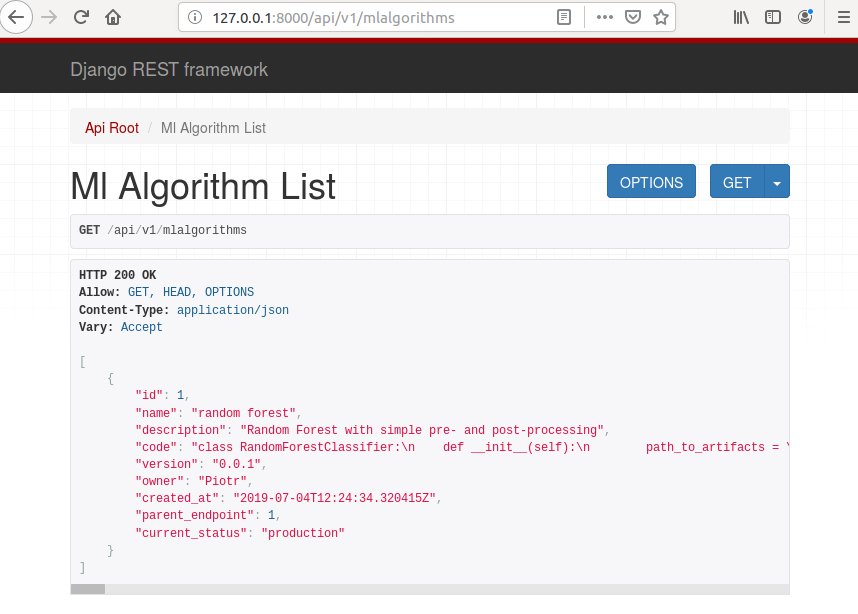 127.0.0.1:8000/api/v1/mlalgorithms
Django REST framework
Api Root / Ml Algorithm List
Ml Algorithm List
OPTIONS
GET
GET /api/v1/mlalgorithms
HTTP 200 OK
Allow: GET, HEAD, OPTIONS
Content-Type: application/json
Vary: Accept
[
    {
        "id": 1,
        "name": "random forest",
        "description": "Random Forest with simple pre- and post-processing",
        "code": "class RandomForestClassifier:\n    def __init__(self):\n        path_to_artifacts = \
        "version": "0.0.1",
        "owner": "Piotr",
        "created_at": "2019-07-04T12:24:34.320415Z",
        "parent_endpoint": 1,
        "current_status": "production"
    }
]